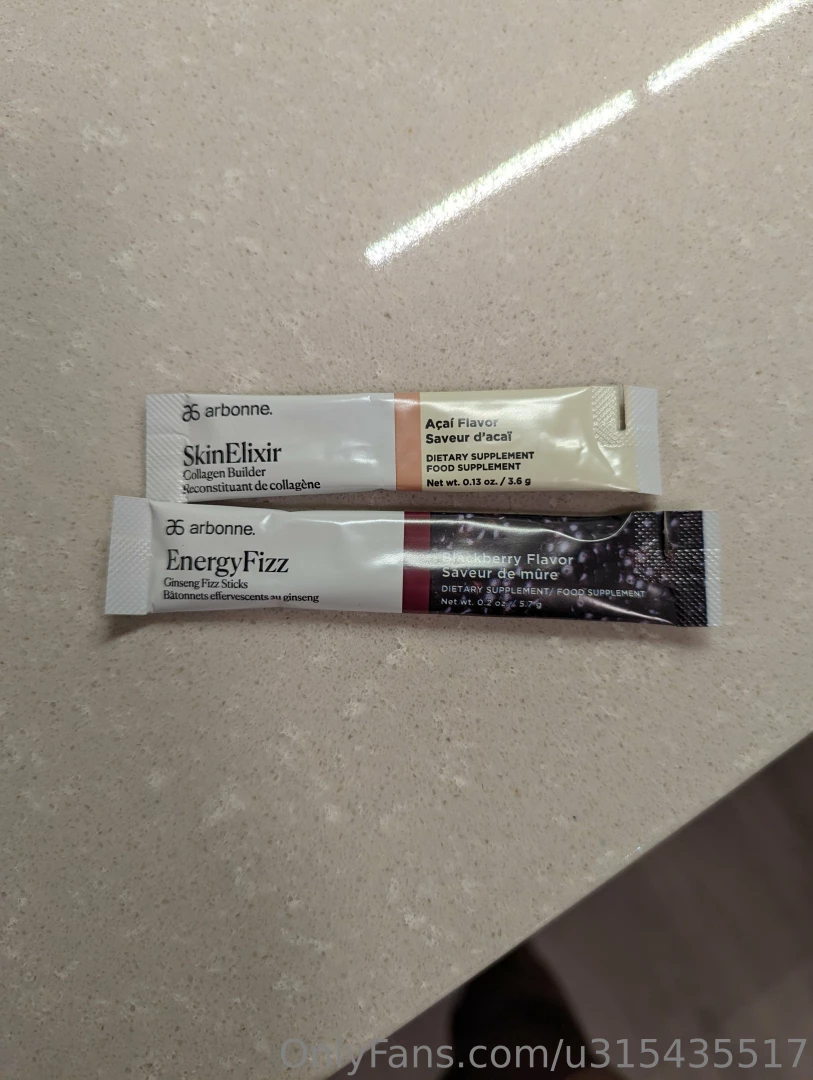 arbonne.
SkinElixir
Collagen Builder
Reconstituant de collagène
Açaí Flavor
Saveur d'acaï
DIETARY SUPPLEMENT
FOOD SUPPLEMENT
Net wt. 0.13 oz. / 3.6 g
arbonne.
EnergyFizz
Ginseng Fizz Sticks
Bâtonnets effervescents au ginseng
Blackberry Flavor
Saveur de mûre
DIETARY SUPPLEMENT/ FOOD SUPPLEMENT
Net wt. 0.2 oz. / 5.7 g
OnlyFans.com/u315435517